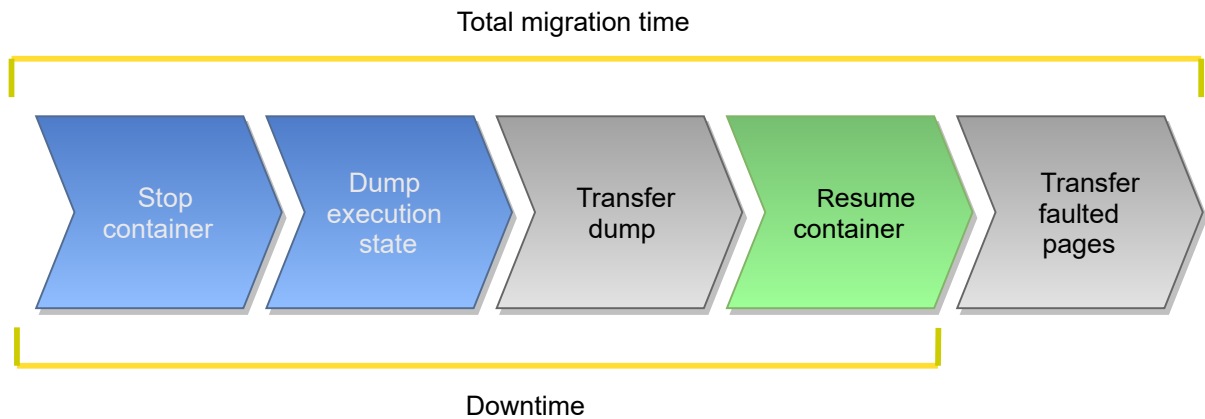 Total migration time
Stop
container
Dump
execution
state
Transfer
dump
Resume
container
Transfer
faulted
pages
Downtime